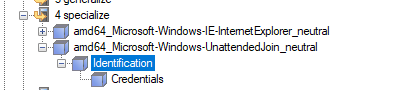 4 specialize
amd64_Microsoft-Windows-IE-InternetExplorer_neutral
amd64_Microsoft-Windows-UnattendedJoin_neutral
Identification
Credentials